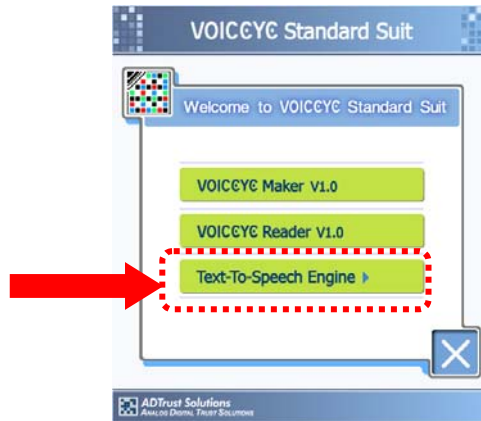 VOICEYE Standard Suit
Welcome to VOICEYE Standard Suit
VOICEYE Maker V1.0
VOICEYE Reader V1.0
Text-To-Speech Engine
ADTrust Solutions
ANALOG DIGITAL TRUST SOLUTIONS